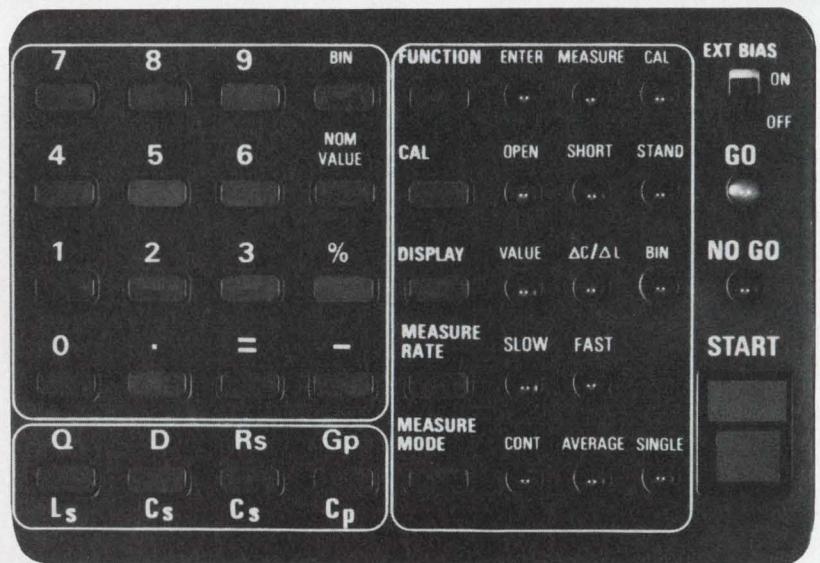 7 8 9 BIN
4 5 6 NOM VALUE
1 2 3 %
0 . = −
Q D Rs Gp
Ls Cs Cs Cp
FUNCTION ENTER MEASURE CAL
CAL OPEN SHORT STAND
DISPLAY VALUE ΔC/ΔL BIN
MEASURE RATE SLOW FAST
MEASURE MODE CONT AVERAGE SINGLE
EXT BIAS
ON
OFF
GO
NO GO
START